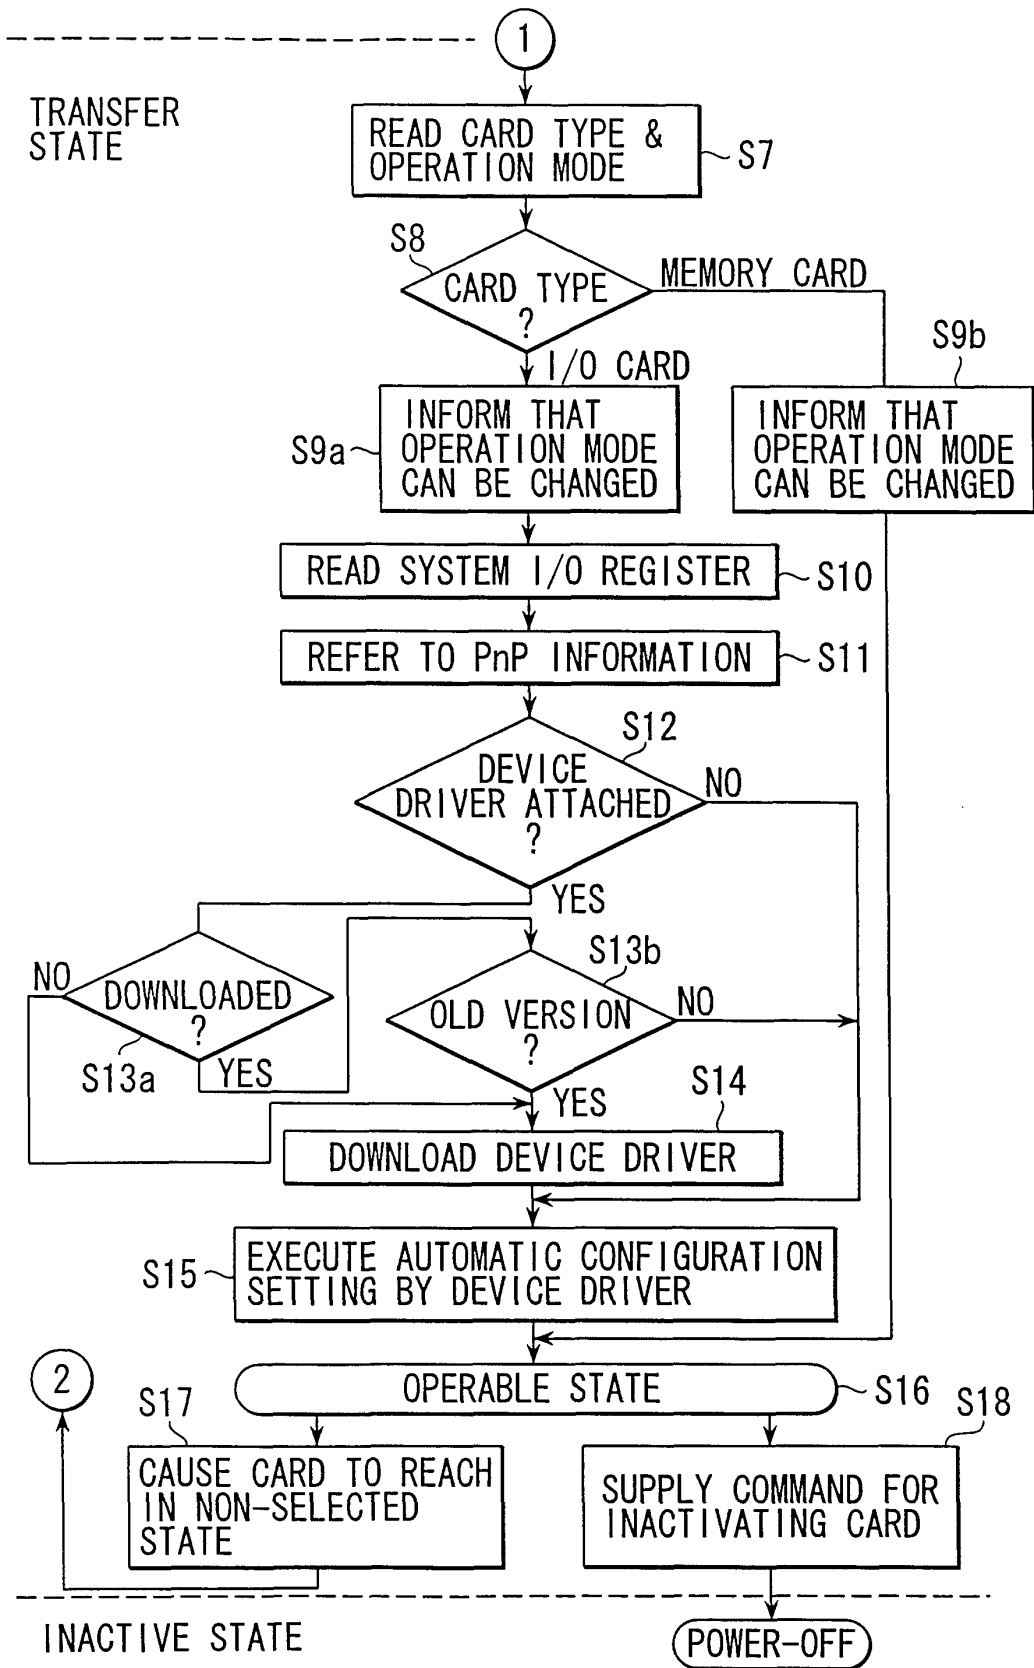 1
TRANSFER
STATE
READ CARD TYPE &
OPERATION MODE
S7
S8
CARD TYPE
?
MEMORY CARD
I/O CARD
S9b
S9a
INFORM THAT
OPERATION MODE
CAN BE CHANGED
INFORM THAT
OPERATION MODE
CAN BE CHANGED
READ SYSTEM I/O REGISTER
S10
REFER TO PnP INFORMATION
S11
S12
DEVICE
DRIVER ATTACHED
?
NO
YES
S13b
NO
DOWNLOADED
?
S13a
YES
OLD VERSION
?
NO
YES
S14
DOWNLOAD DEVICE DRIVER
S15
EXECUTE AUTOMATIC CONFIGURATION
SETTING BY DEVICE DRIVER
2
OPERABLE STATE
S16
S17
S18
CAUSE CARD TO REACH
IN NON-SELECTED
STATE
SUPPLY COMMAND FOR
INACTIVATING CARD
INACTIVE STATE
POWER-OFF